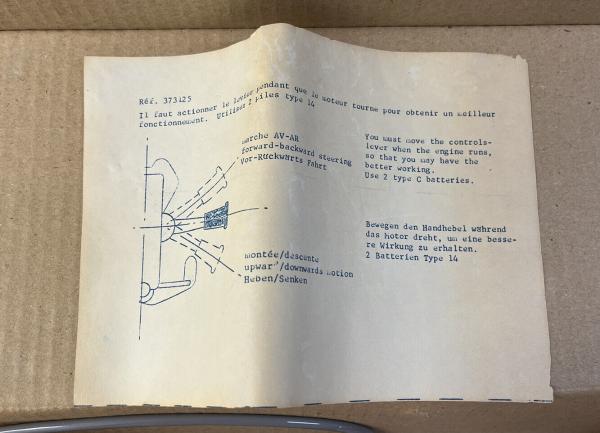 Réf. 373125
Il faut actionner le levier pendant que le moteur tourne pour obtenir un meilleur
fonctionnement. Utilisez 2 piles type 14
marche AV-AR
forward-backward steering
Vor-Rückwärts Fahrt
You must move the controls-
lever when the engine runs,
so that you may have the
better working.
Use 2 type C batteries.
montée/descente
upwar /downwards motion
Heben/Senken
Bewegen den Handhebel während
das Motor dreht, um eine besse-
re Wirkung zu erhalten.
2 Batterien Type 14